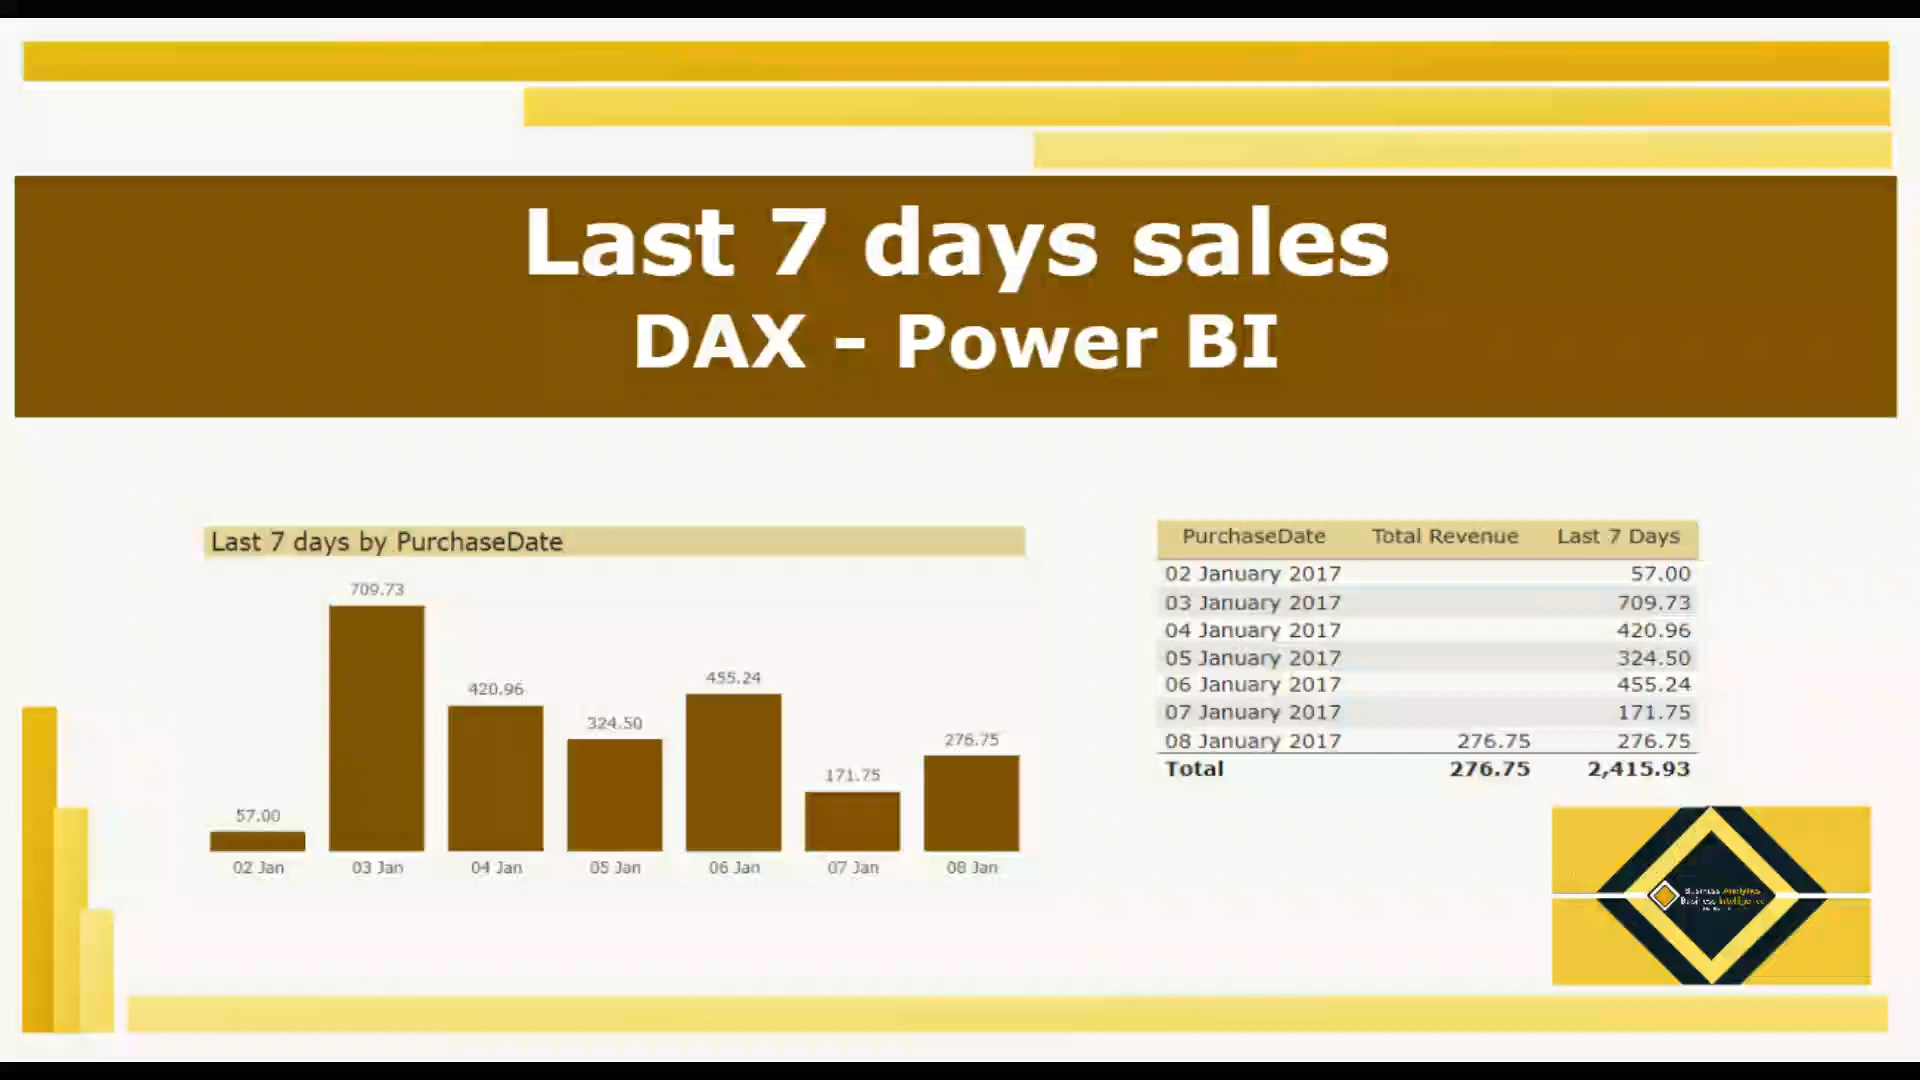 Last 7 days sales
DAX - Power BI
Last 7 days by PurchaseDate
709.73
455.24
420.96
324.50
276.75
171.75
57.00
02 Jan 03 Jan 04 Jan 05 Jan 06 Jan 07 Jan 08 Jan
PurchaseDate Total Revenue Last 7 Days
02 January 2017 57.00
03 January 2017 709.73
04 January 2017 420.96
05 January 2017 324.50
06 January 2017 455.24
07 January 2017 171.75
08 January 2017 276.75 276.75
Total 276.75 2,415.93
Business Analytics
Business Intelligence